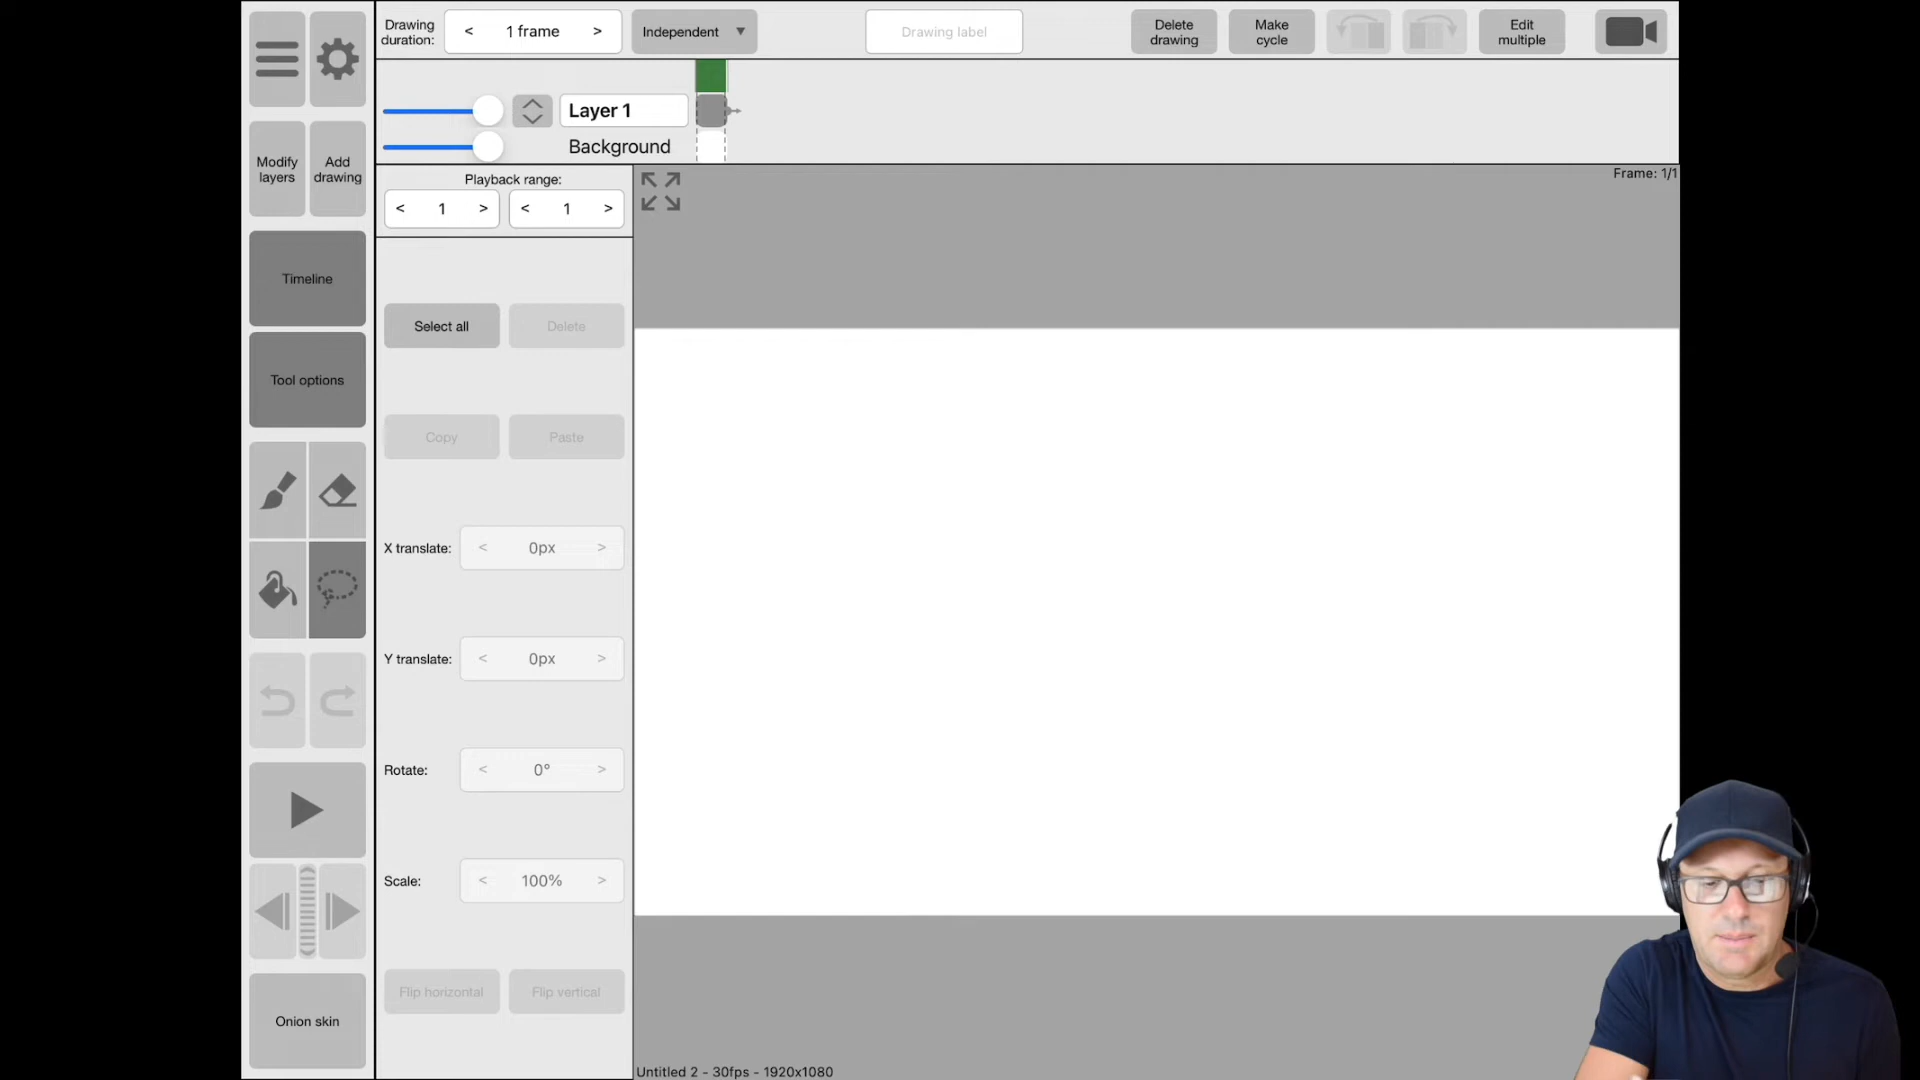 Drawing
duration:
< 1 frame >
Independent ▼
Drawing label
Delete
drawing
Make
cycle
Edit
multiple
Layer 1
Background
Modify
layers
Add
drawing
Playback range:
< 1 >
< 1 >
Frame: 1/1
Timeline
Select all
Delete
Tool options
Copy
Paste
X translate:
< 0px >
Y translate:
< 0px >
Rotate:
< 0° >
Scale:
< 100% >
Flip horizontal
Flip vertical
Onion skin
Untitled 2 - 30fps - 1920x1080